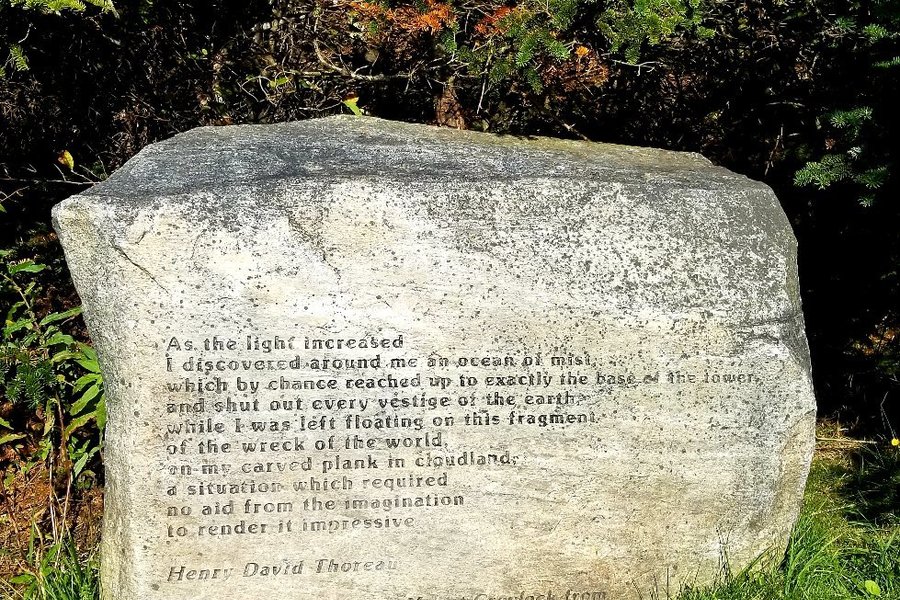 As the light increased
I discovered around me an ocean of mist,
which by chance reached up to exactly the base of the tower,
and shut out every vestige of the earth,
while I was left floating on this fragment
of the wreck of the world,
on my carved plank in cloudland;
a situation which required
no aid from the imagination
to render it impressive
Henry David Thoreau
Mount Greylock from